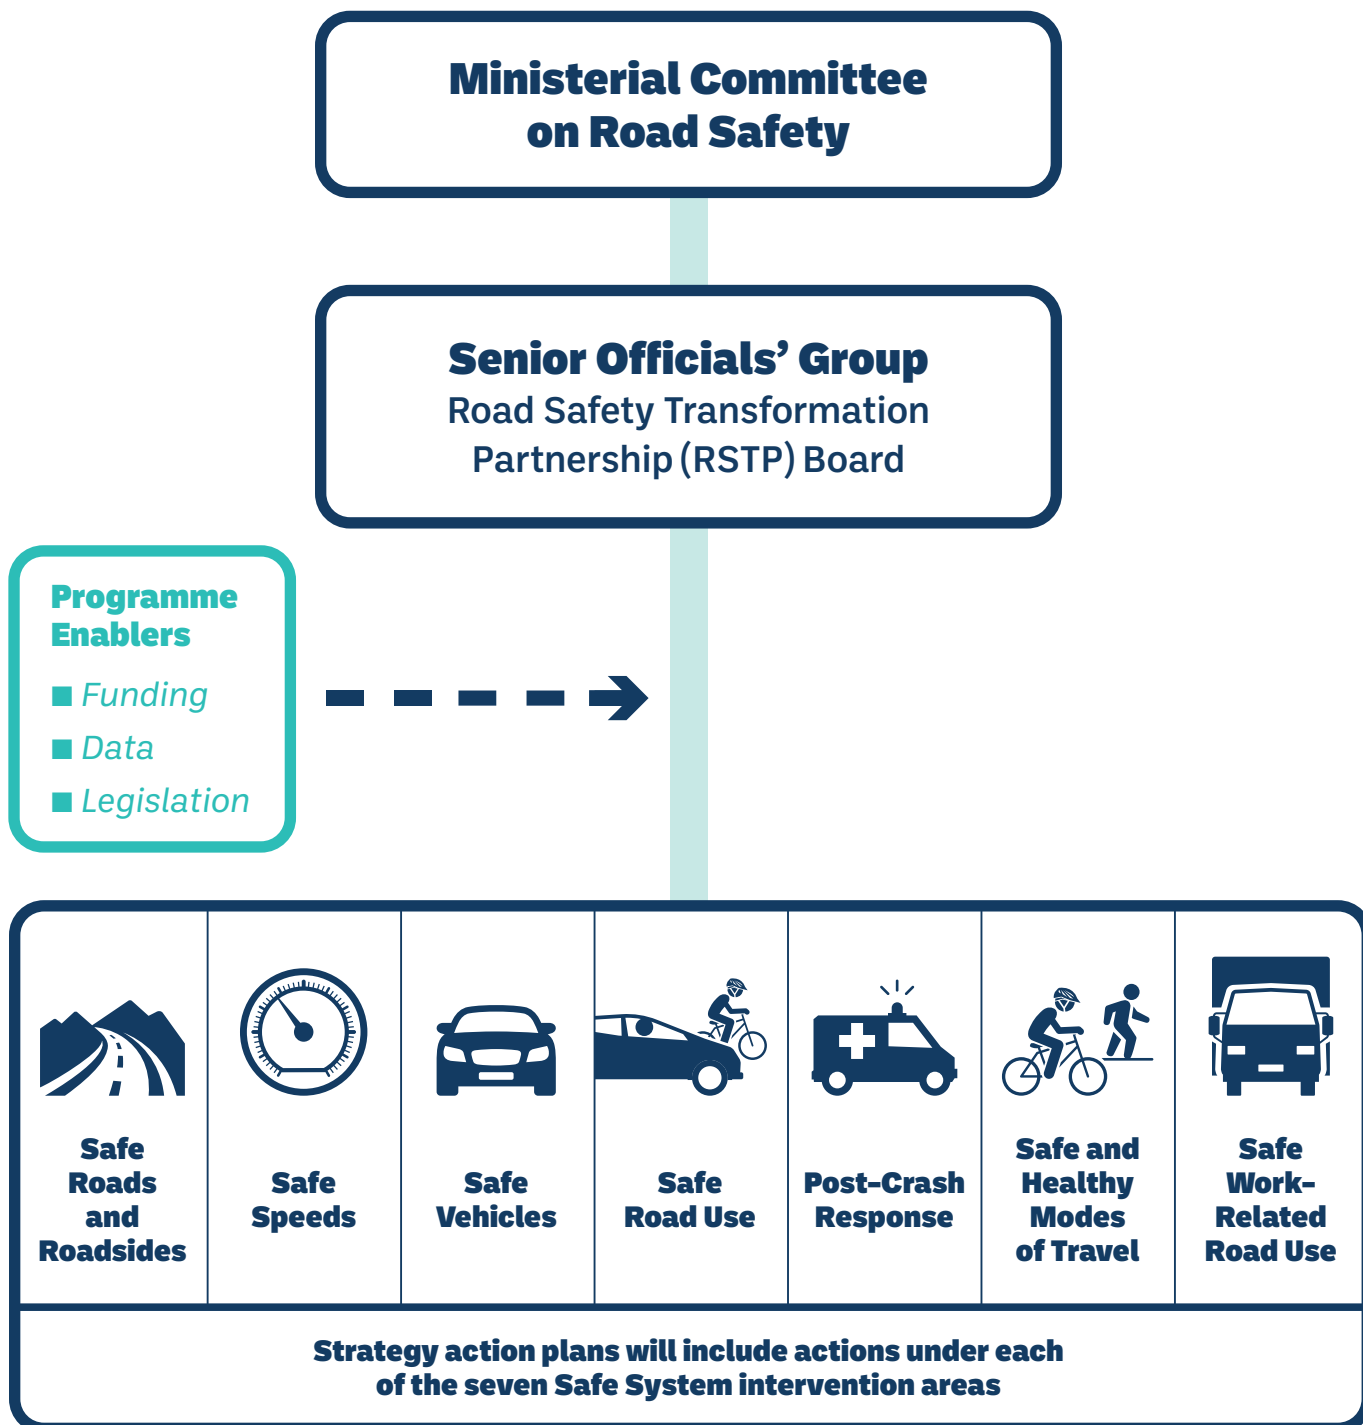 Ministerial Committee
on Road Safety
Senior Officials’ Group
Road Safety Transformation
Partnership (RSTP) Board
Programme
Enablers
Funding
Data
Legislation
Safe
Roads
and
Roadsides
Safe
Speeds
Safe
Vehicles
Safe
Road Use
Post-Crash
Response
Safe and
Healthy
Modes
of Travel
Safe
Work-
Related
Road Use
Strategy action plans will include actions under each
of the seven Safe System intervention areas